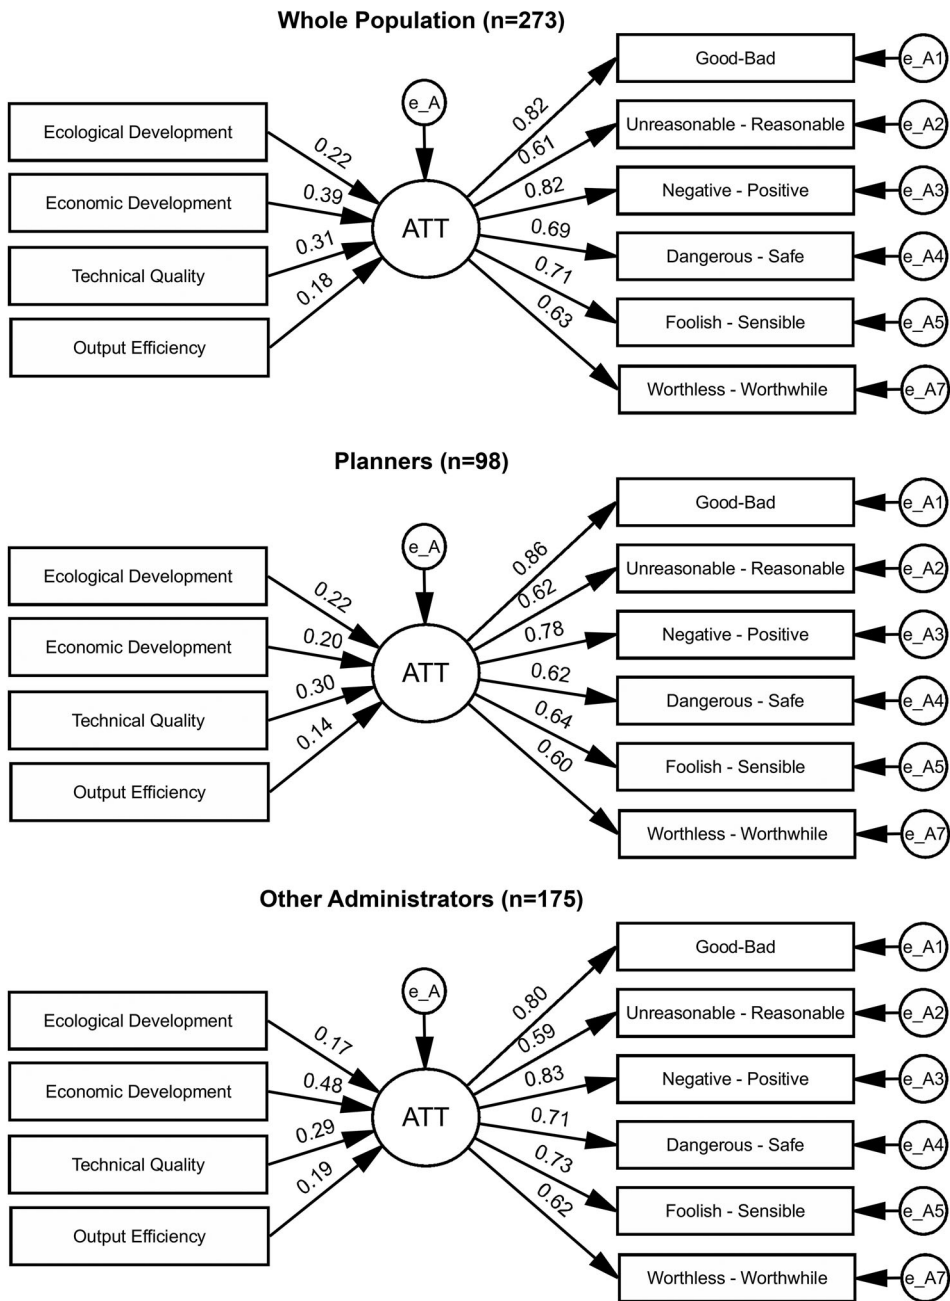 Whole Population (n=273)
e_A
Ecological Development
Economic Development
Technical Quality
Output Efficiency
0.22
0.39
0.31
0.18
ATT
0.82
0.61
0.82
0.69
0.71
0.63
Good-Bad
Unreasonable - Reasonable
Negative - Positive
Dangerous - Safe
Foolish - Sensible
Worthless - Worthwhile
e_A1
e_A2
e_A3
e_A4
e_A5
e_A7
Planners (n=98)
e_A
Ecological Development
Economic Development
Technical Quality
Output Efficiency
0.22
0.20
0.30
0.14
ATT
0.86
0.62
0.78
0.62
0.64
0.60
Good-Bad
Unreasonable - Reasonable
Negative - Positive
Dangerous - Safe
Foolish - Sensible
Worthless - Worthwhile
e_A1
e_A2
e_A3
e_A4
e_A5
e_A7
Other Administrators (n=175)
e_A
Ecological Development
Economic Development
Technical Quality
Output Efficiency
0.17
0.48
0.29
0.19
ATT
0.80
0.59
0.83
0.71
0.73
0.62
Good-Bad
Unreasonable - Reasonable
Negative - Positive
Dangerous - Safe
Foolish - Sensible
Worthless - Worthwhile
e_A1
e_A2
e_A3
e_A4
e_A5
e_A7